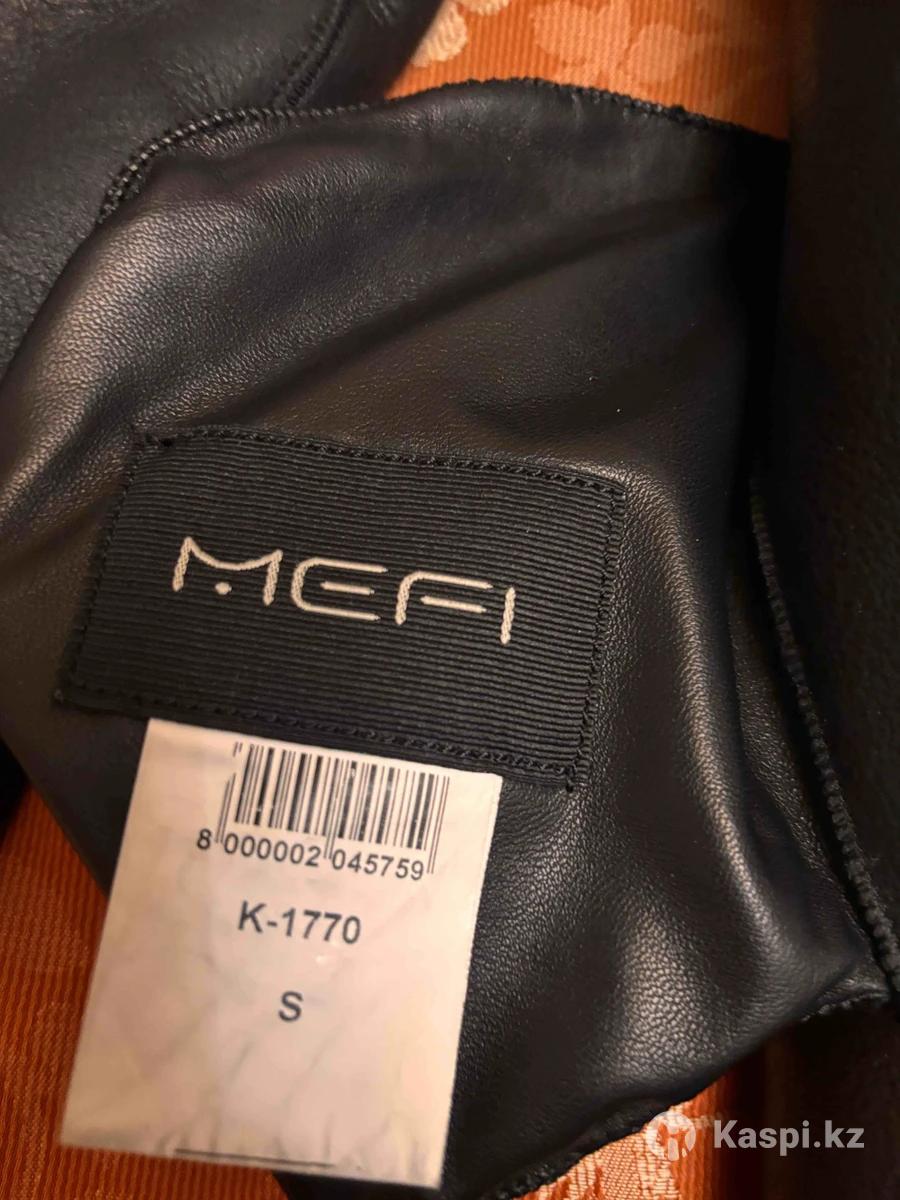 MEFI
8 000002 045759
K-1770
S
Kaspi.kz